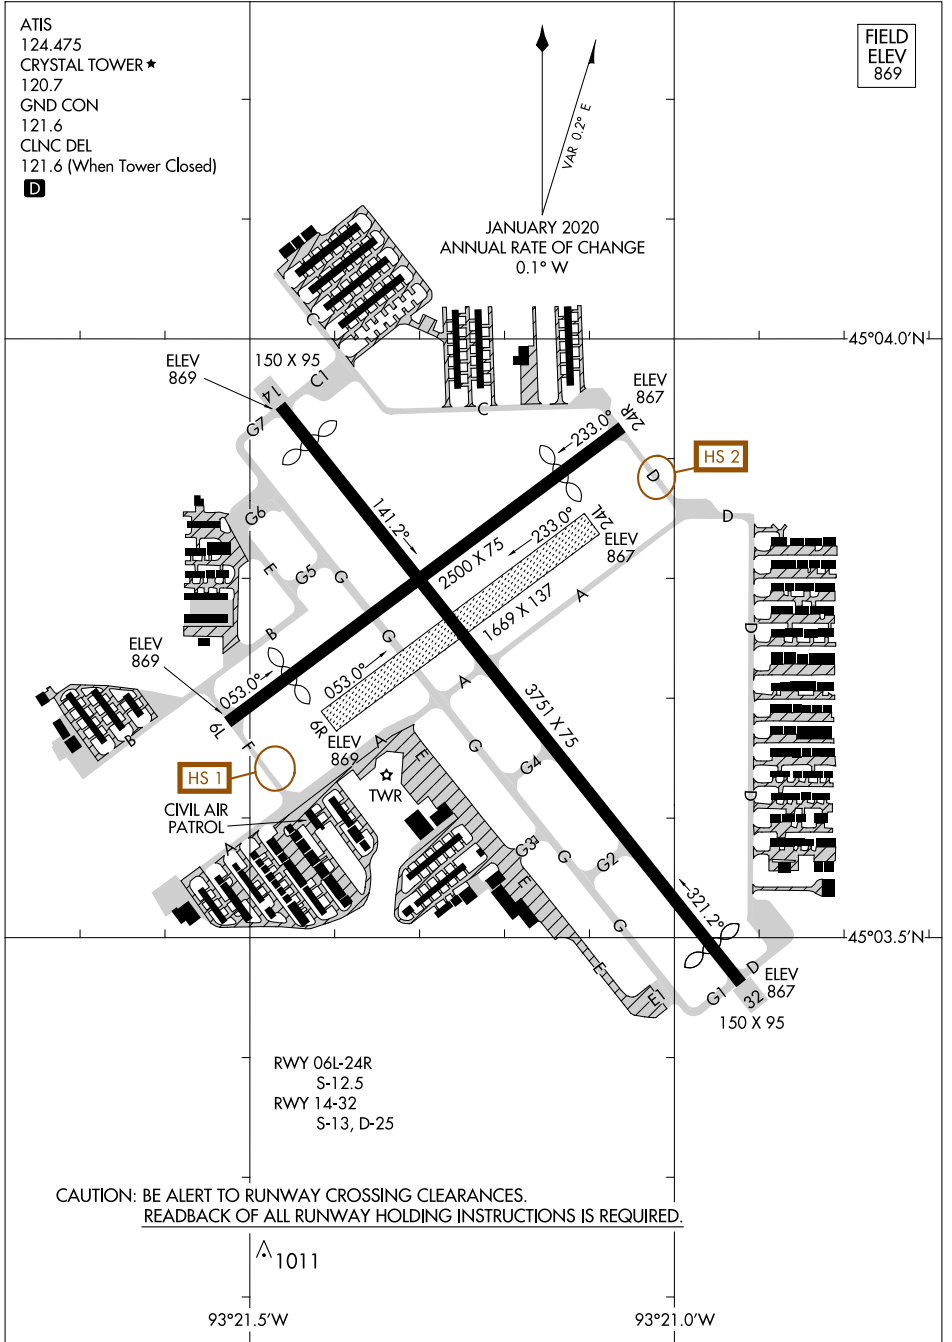 ATIS
124.475
CRYSTAL TOWER★
120.7
GND CON
121.6
CLNC DEL
121.6 (When Tower Closed)
D
FIELD
ELEV
869
VAR 0.2° E
JANUARY 2020
ANNUAL RATE OF CHANGE
0.1° W
45°04.0'N
ELEV
869
150 X 95
14
C
C1
C
ELEV
867
24R
G7
233.0°
HS 2
D
D
141.2°
G6
E
G5
G
2500 X 75
233.0°
24L
ELEV
867
1669 X 137
A
B
G
D
ELEV
869
053.0°
053.0°
6L
6R
ELEV
869
A
3751 X 75
B
F
A
E
G
G4
HS 1
TWR
CIVIL AIR
PATROL
D
A
G3
G
G2
E
321.2°
G
45°03.5'N
E
E1
G1
D
32
ELEV
867
150 X 95
RWY 06L-24R
S-12.5
RWY 14-32
S-13, D-25
CAUTION: BE ALERT TO RUNWAY CROSSING CLEARANCES.
READBACK OF ALL RUNWAY HOLDING INSTRUCTIONS IS REQUIRED.
1011
93°21.5'W
93°21.0'W